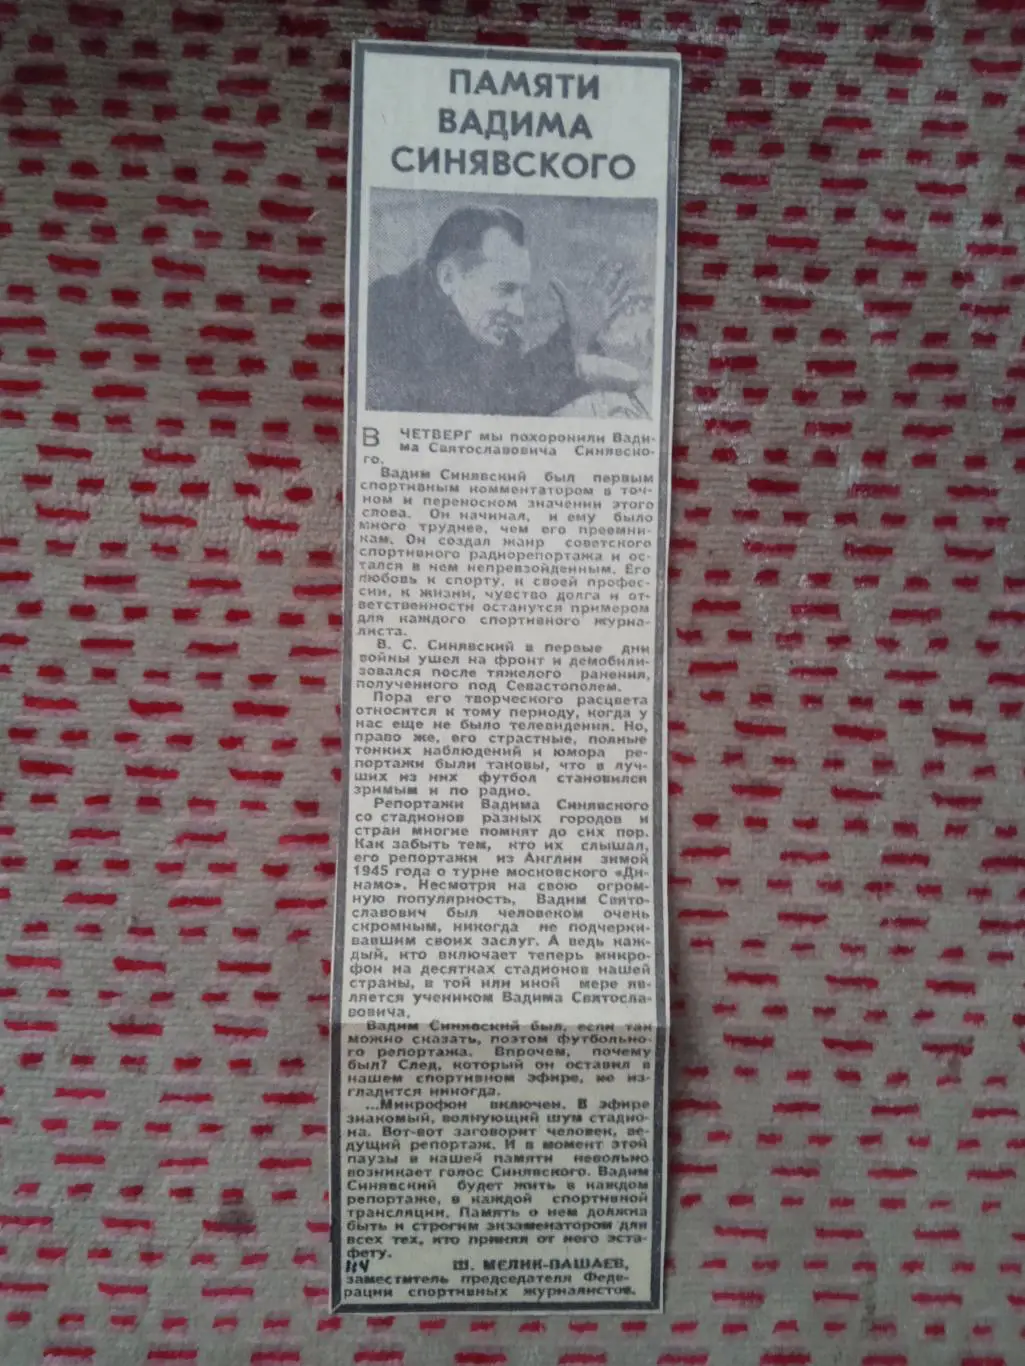 ПАМЯТИ
ВАДИМА
СИНЯВСКОГО
В ЧЕТВЕРГ мы похоронили Вади-
ма Святославовича Синявско-
го.
Вадим Синявский был первым
спортивным комментатором в точ-
ном и переносном значении этого
слова. Он начинал, и ему было
много труднее, чем его преемни-
кам. Он создал жанр советского
спортивного радиорепортажа и ос-
тался в нем непревзойденным. Его
любовь к спорту, к своей профес-
сии, к жизни, чувство долга и от-
ветственности останутся примером
для каждого спортивного журна-
листа.
В. С. Синявский в первые дни
войны ушел на фронт и демобили-
зовался после тяжелого ранения,
полученного под Севастополем.
Пора его творческого расцвета
относится к тому периоду, когда у
нас еще не было телевидения. Но,
право же, его страстные, полные
тонких наблюдений и юмора ре-
портажи были таковы, что в луч-
ших из них футбол становился
зримым и по радио.
Репортажи Вадима Синявского
со стадионов разных городов и
стран многие помнят до сих пор.
Как забыть тем, кто их слышал,
его репортажи из Англии зимой
1945 года о турне московского «Ди-
намо». Несмотря на свою огром-
ную популярность, Вадим Свято-
славович был человеком очень
скромным, никогда не подчерки-
вавшим своих заслуг. А ведь каж-
дый, кто включает теперь микро-
фон на десятках стадионов нашей
страны, в той или иной мере яв-
ляется учеником Вадима Святосла-
вовича.
Вадим Синявский был, если так
можно сказать, поэтом футбольно-
го репортажа. Впрочем, почему
был? След, который он оставил в
нашем спортивном эфире, не из-
гладится никогда.
...Микрофон включен. В эфире
знакомый, волнующий шум стадио-
на. Вот-вот заговорит человек, ве-
дущий репортаж. И в момент этой
паузы в нашей памяти невольно
возникает голос Синявского. Вадим
Синявский будет жить в каждом
репортаже, в каждой спортивной
трансляции. Память о нем должна
быть и строгим экзаменатором для
всех тех, кто принял от него эста-
фету.
Ш. МЕЛИК-ПАШАЕВ,
заместитель председателя Феде-
рации спортивных журналистов.